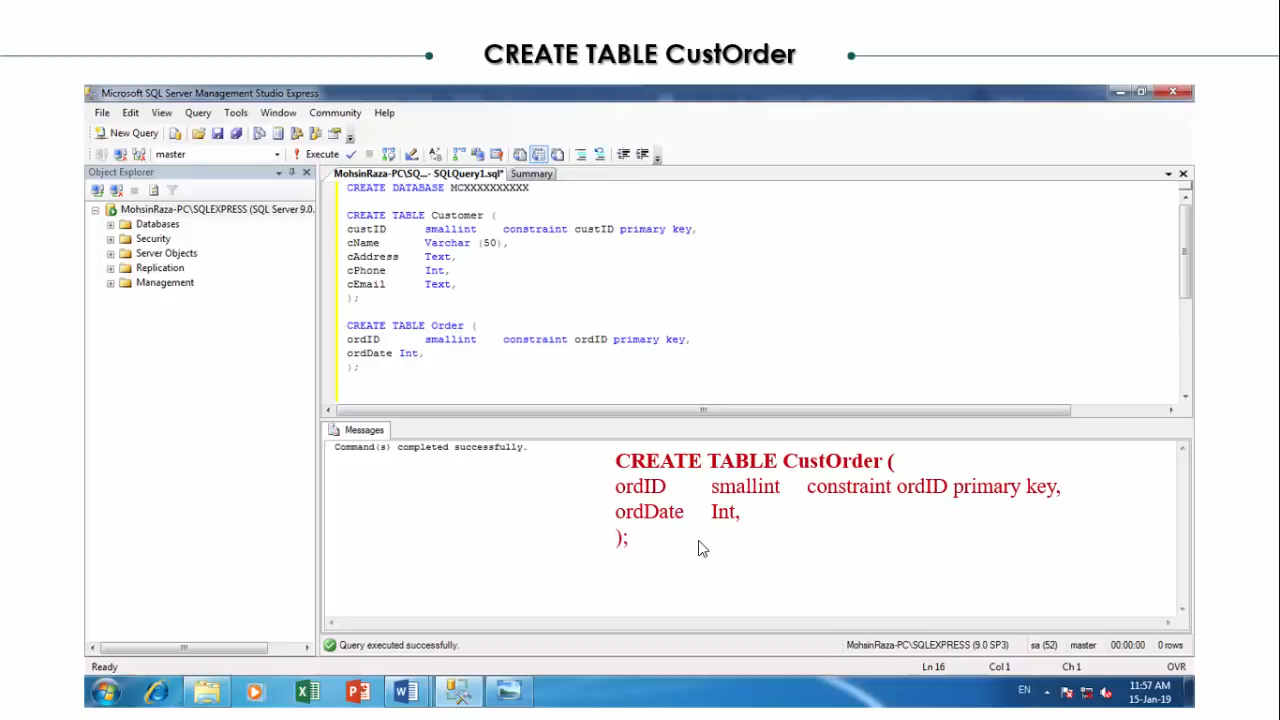 CREATE TABLE CustOrder
Microsoft SQL Server Management Studio Express
File Edit View Query Tools Window Community Help
New Query
master Execute
Object Explorer
MohsinRaza-PC\SQLEXPRESS (SQL Server 9.0.
Databases
Security
Server Objects
Replication
Management
MohsinRaza-PC\SQ...- SQLQuery1.sql* Summary
CREATE DATABASE MCXXXXXXXXXX
CREATE TABLE Customer (
custID smallint constraint custID primary key,
cName Varchar (50),
cAddress Text,
cPhone Int,
cEmail Text,
);
CREATE TABLE Order (
ordID smallint constraint ordID primary key,
ordDate Int,
);
Messages
Command(s) completed successfully.
CREATE TABLE CustOrder (
ordID smallint constraint ordID primary key,
ordDate Int,
);
Query executed successfully. MohsinRaza-PC\SQLEXPRESS (9.0 SP3) sa (52) master 00:00:00 0 rows
Ready Ln 16 Col 1 Ch 1 OVR
EN 11:57 AM
15-Jan-19